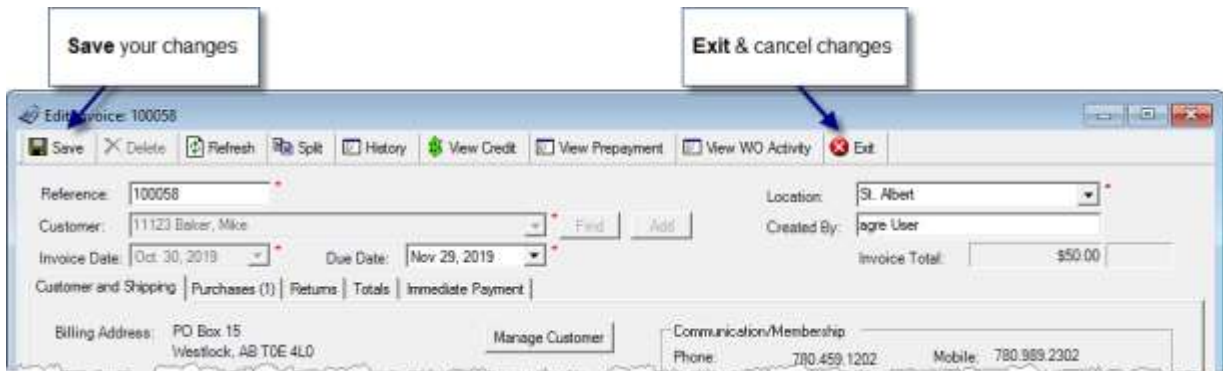 Save your changes
Exit & cancel changes
Edit Invoice: 100058
Save Delete Refresh Split History View Credit View Prepayment View WO Activity Exit
Reference: 100058 * Location: St. Albert *
Customer: 11123 Baker, Mike * Find Add Created By: agre User
Invoice Date: Oct 30, 2019 * Due Date: Nov 29, 2019 * Invoice Total: $50.00
Customer and Shipping Purchases (1) Returns Totals Immediate Payment
Billing Address: PO Box 15 Manage Customer Communication/Membership
Westlock, AB T0E 4L0 Phone: 780.459.1202 Mobile: 780.989.2302